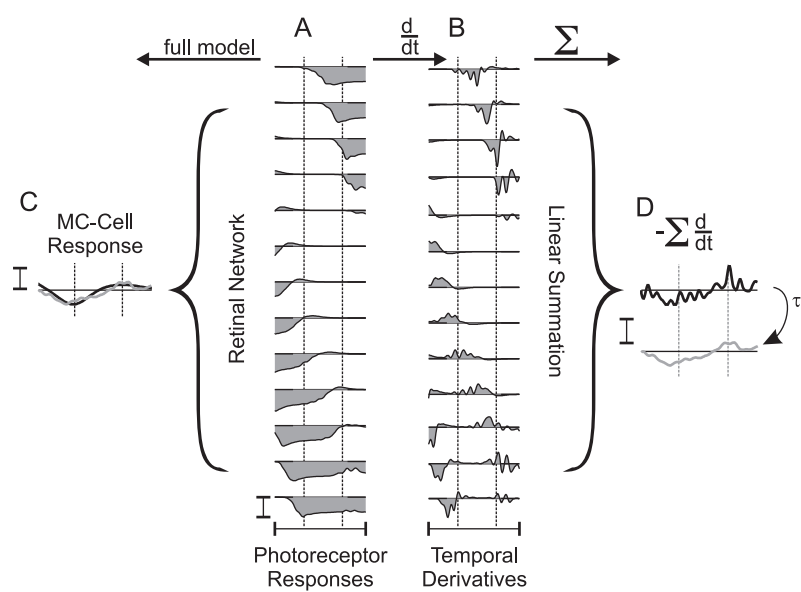 A
d
dt
B
Σ
full model
C
MC-Cell
Response
Retinal Network
Linear Summation
D
-Σ d
dt
τ
Photoreceptor
Responses
Temporal
Derivatives